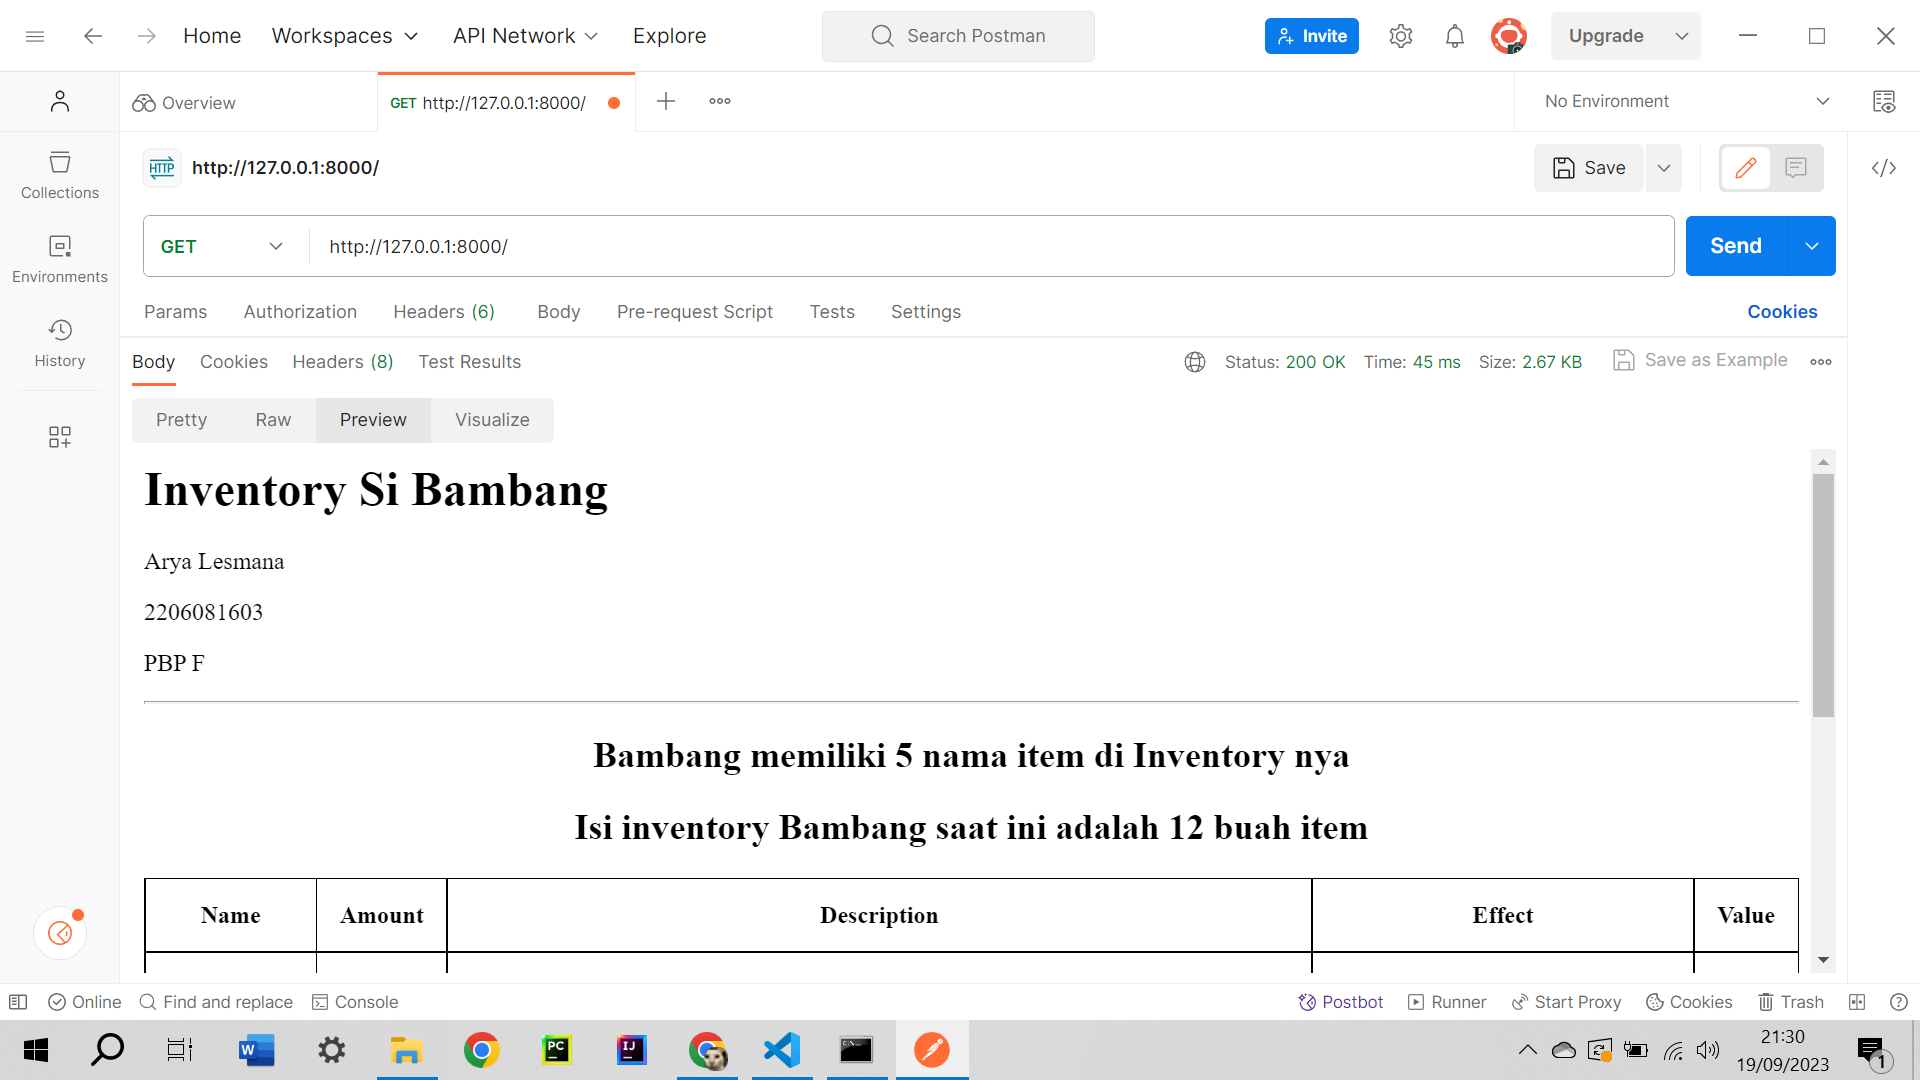 Home
Workspaces
API Network
Explore
Search Postman
Invite
Upgrade
Overview
GET http://127.0.0.1:8000/
No Environment
HTTP http://127.0.0.1:8000/
Save
Collections
Environments
History
GET
http://127.0.0.1:8000/
Send
Params
Authorization
Headers (6)
Body
Pre-request Script
Tests
Settings
Cookies
Body
Cookies
Headers (8)
Test Results
Status: 200 OK
Time: 45 ms
Size: 2.67 KB
Save as Example
Pretty
Raw
Preview
Visualize
Inventory Si Bambang
Arya Lesmana
2206081603
PBP F
Bambang memiliki 5 nama item di Inventory nya
Isi inventory Bambang saat ini adalah 12 buah item
Name
Amount
Description
Effect
Value
Online
Find and replace
Console
Postbot
Runner
Start Proxy
Cookies
Trash
W
PC
IJ
21:30
19/09/2023
1